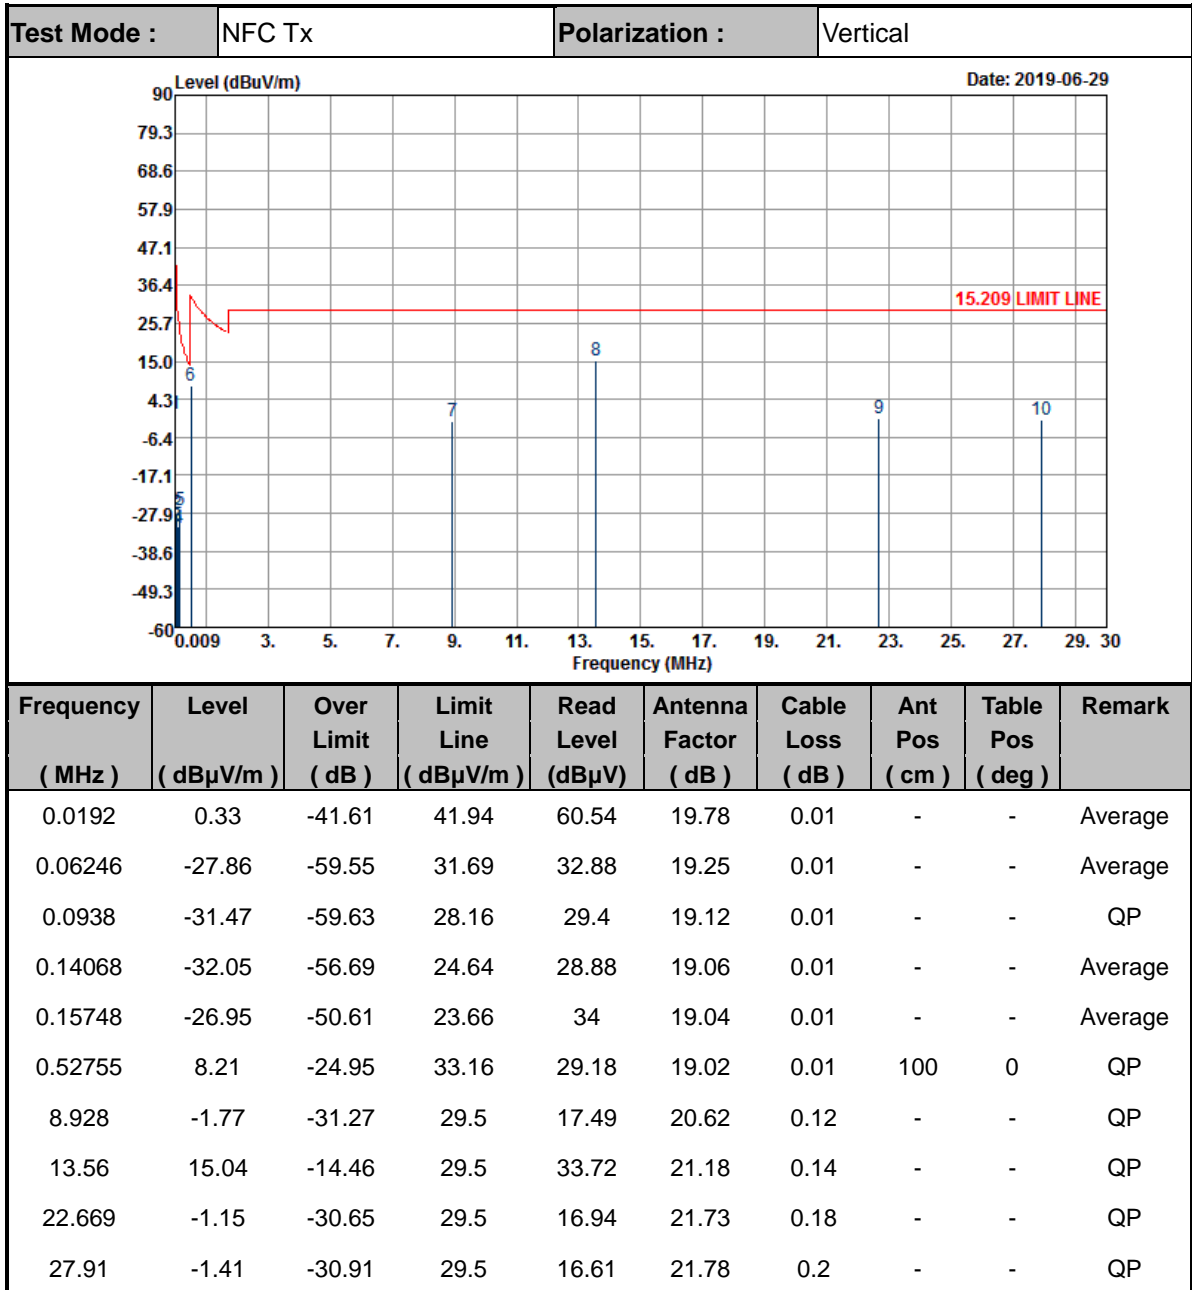 Test Mode : NFC Tx Polarization : Vertical
Level (dBuV/m) Date: 2019-06-29
90
79.3
68.6
57.9
47.1
36.4
15.209 LIMIT LINE
25.7
8
15.0
6
4.3
7 9 10
-6.4
-17.1
5
-27.9
-38.6
-49.3
-60
0.009 3. 5. 7. 9. 11. 13. 15. 17. 19. 21. 23. 25. 27. 29. 30
Frequency (MHz)
Frequency Level Over Limit Read Antenna Cable Ant Table Remark
Limit Line Level Factor Loss Pos Pos
( MHz ) ( dBµV/m ) ( dB ) ( dBµV/m ) (dBµV) ( dB ) ( dB ) ( cm ) ( deg )
0.0192 0.33 -41.61 41.94 60.54 19.78 0.01 - - Average
0.06246 -27.86 -59.55 31.69 32.88 19.25 0.01 - - Average
0.0938 -31.47 -59.63 28.16 29.4 19.12 0.01 - - QP
0.14068 -32.05 -56.69 24.64 28.88 19.06 0.01 - - Average
0.15748 -26.95 -50.61 23.66 34 19.04 0.01 - - Average
0.52755 8.21 -24.95 33.16 29.18 19.02 0.01 100 0 QP
8.928 -1.77 -31.27 29.5 17.49 20.62 0.12 - - QP
13.56 15.04 -14.46 29.5 33.72 21.18 0.14 - - QP
22.669 -1.15 -30.65 29.5 16.94 21.73 0.18 - - QP
27.91 -1.41 -30.91 29.5 16.61 21.78 0.2 - - QP